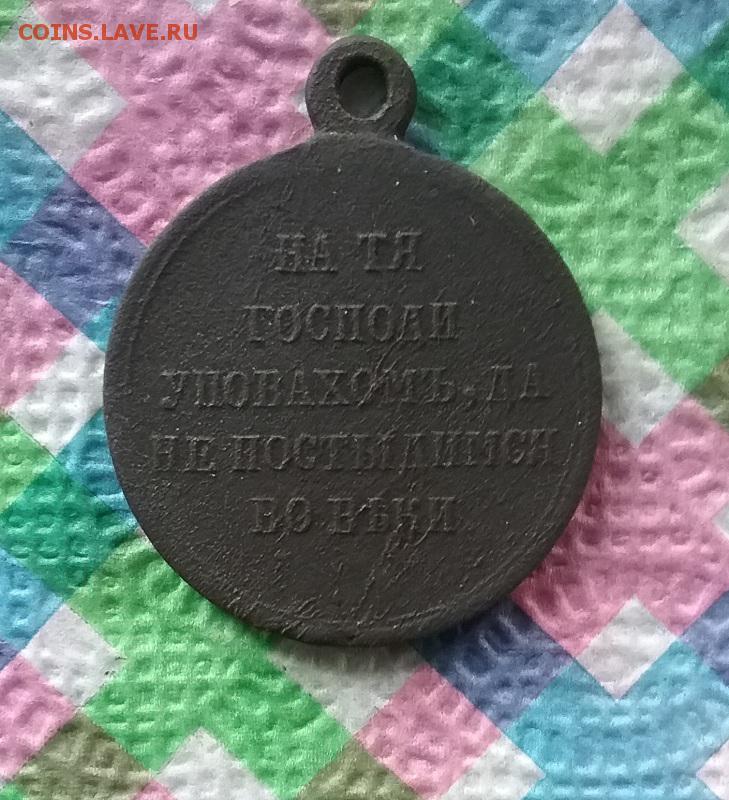 COINS.LAVE.RU
НА ТЯ
ГОСПОДИ
УПОВАХОМЪ, ДА
НЕ ПОСТЫДИМСЯ
ВО ВѢКИ.